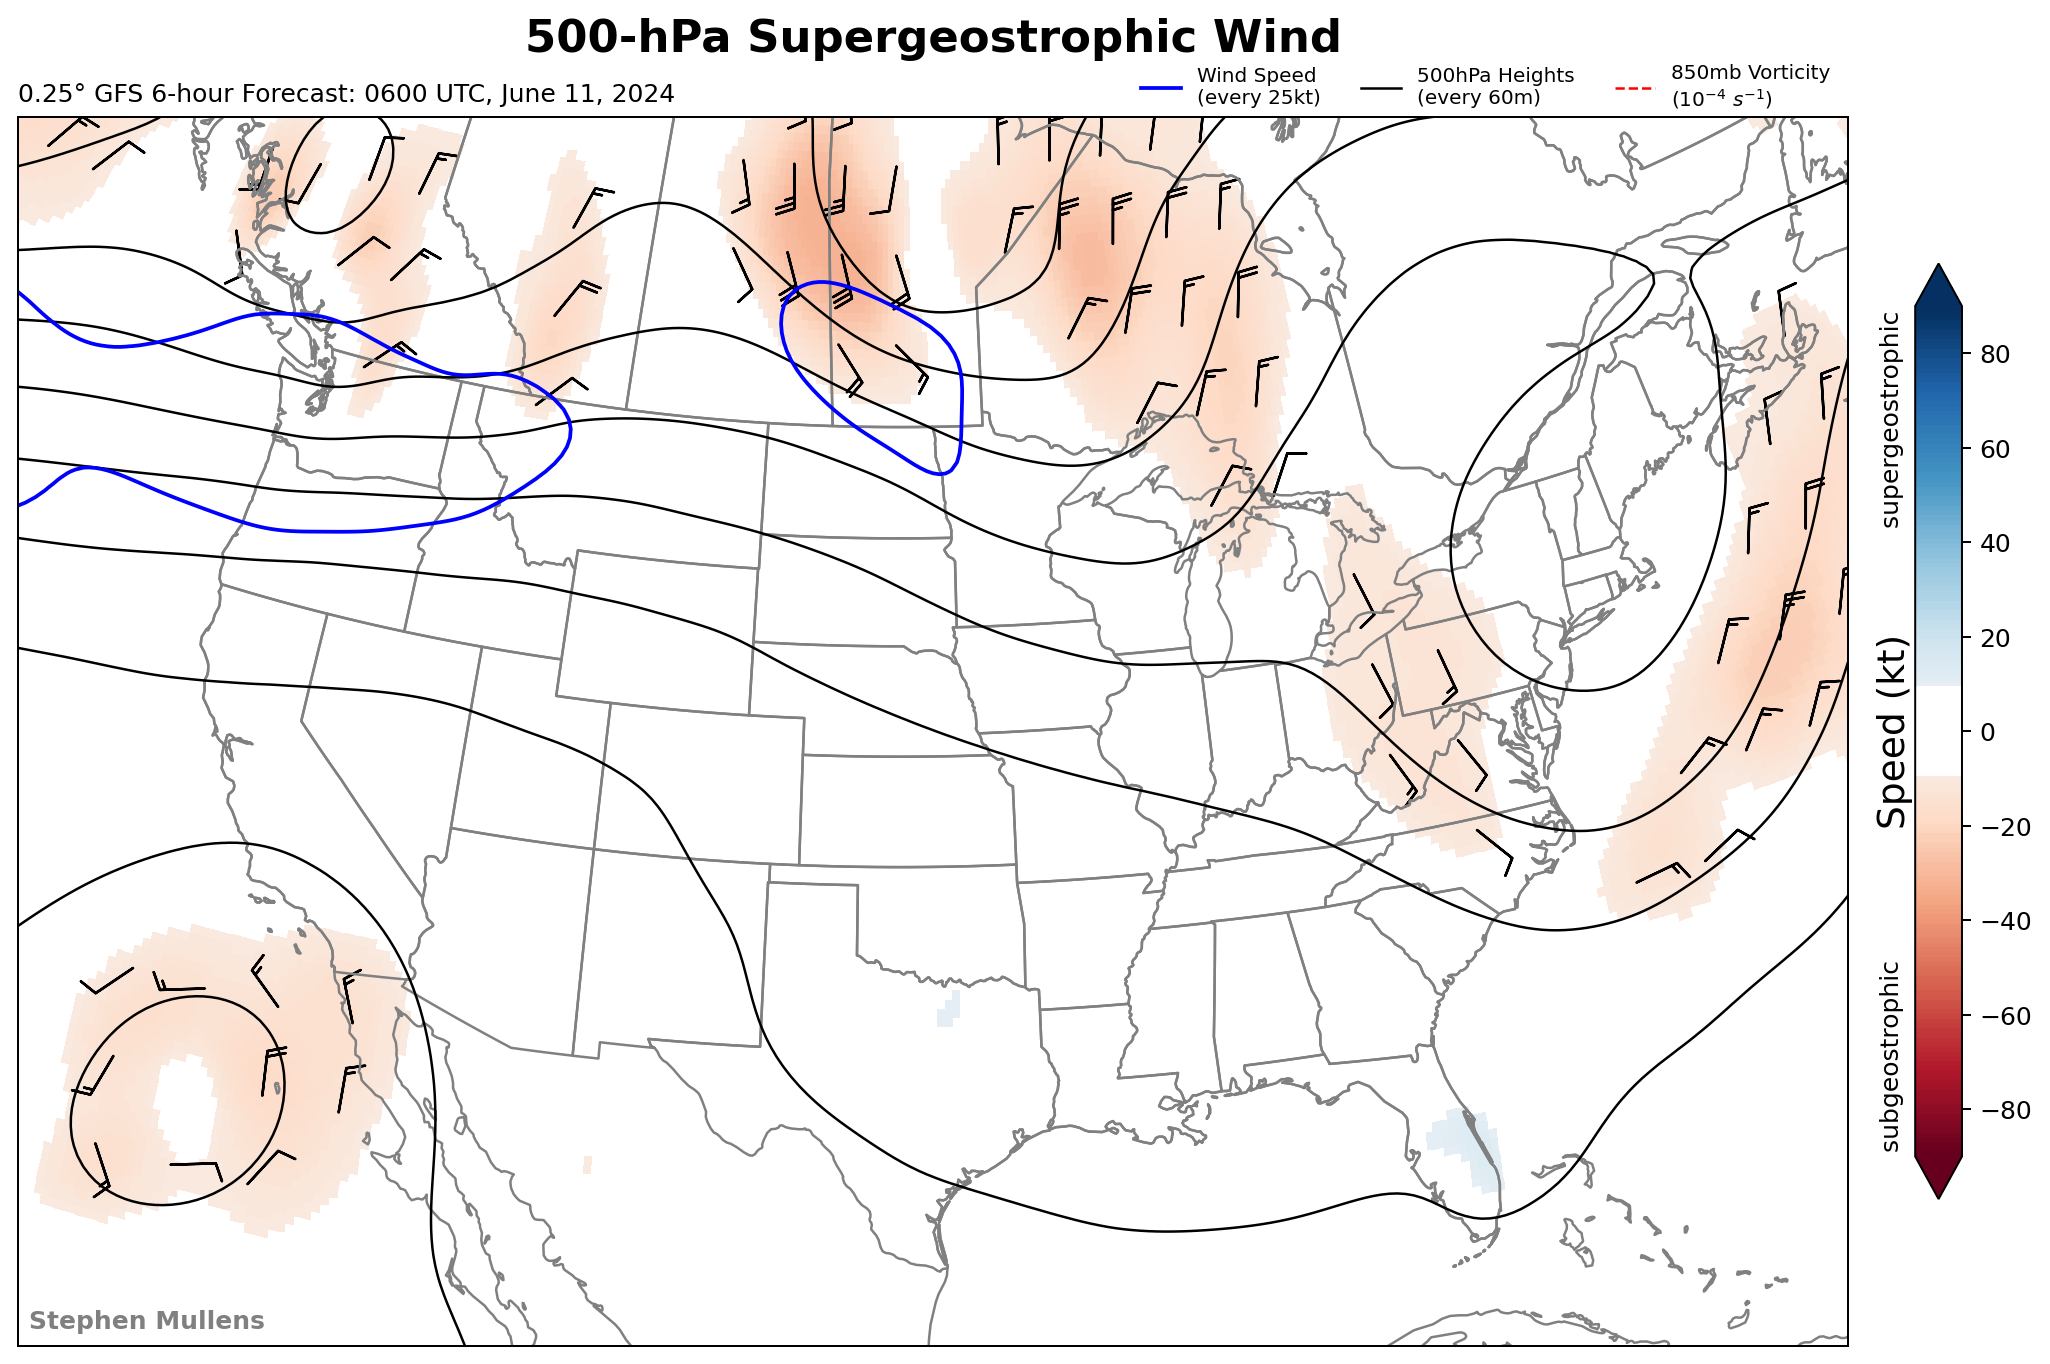 500-hPa Supergeostrophic Wind
0.25° GFS 6-hour Forecast: 0600 UTC, June 11, 2024
Wind Speed
(every 25kt)
500hPa Heights
(every 60m)
850mb Vorticity
(10⁻⁴ s⁻¹)
supergeostrophic
Speed (kt)
subgeostrophic
80
60
40
20
0
−20
−40
−60
−80
Stephen Mullens